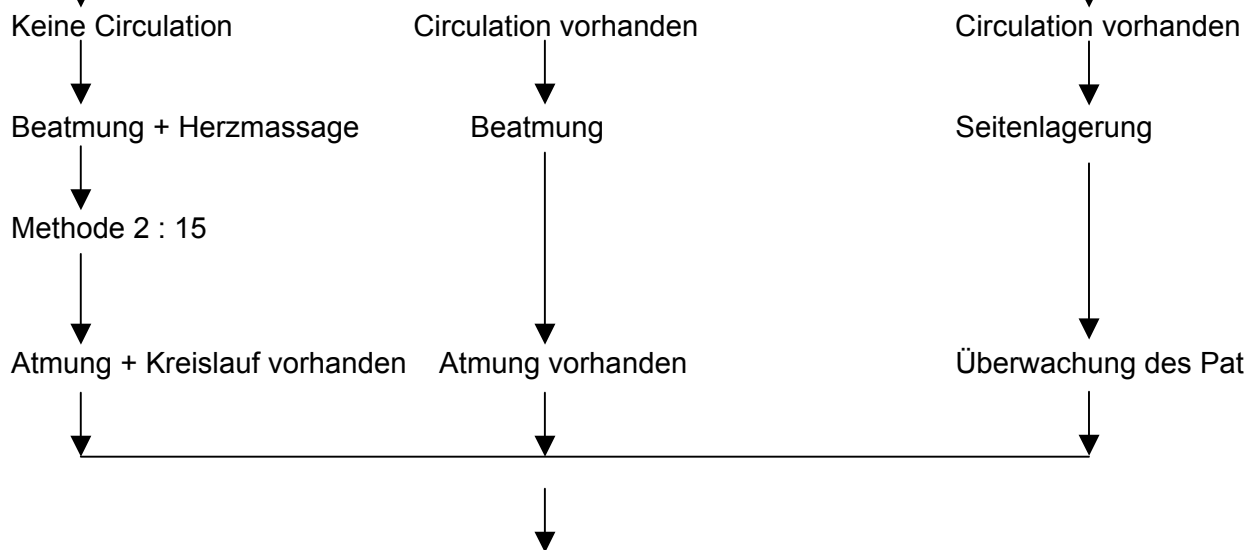 Keine Circulation Circulation vorhanden Circulation vorhanden
Beatmung + Herzmassage Beatmung Seitenlagerung
Methode 2 : 15
Atmung + Kreislauf vorhanden Atmung vorhanden Überwachung des Pat